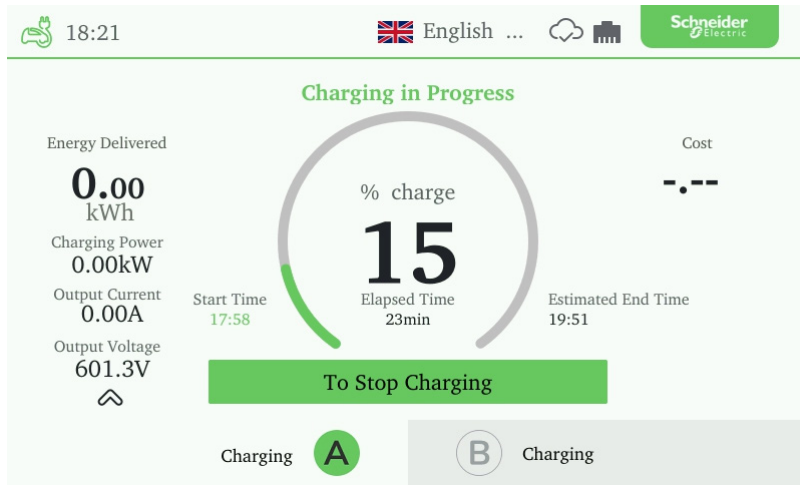 18:21
English ...
Schneider
Electric
Charging in Progress
Energy Delivered
0.00
kWh
Charging Power
0.00kW
Output Current
0.00A
Output Voltage
601.3V
% charge
15
Cost
-.--
Start Time
17:58
Elapsed Time
23min
Estimated End Time
19:51
To Stop Charging
Charging A
B Charging